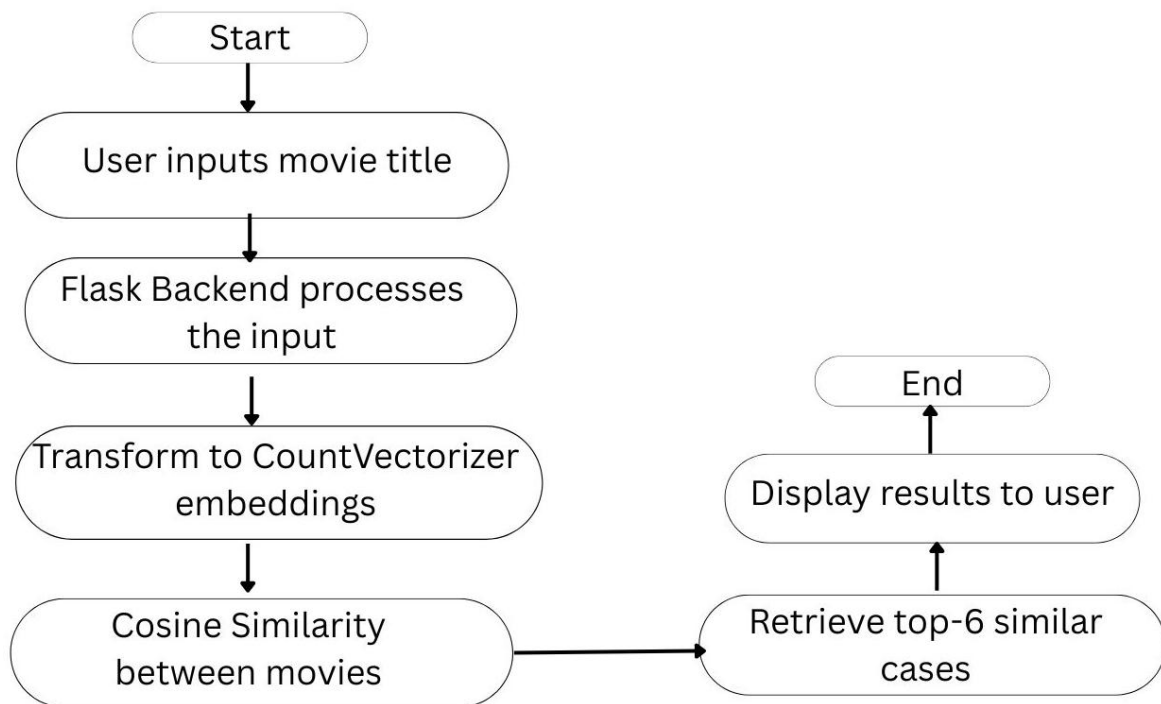 Start
User inputs movie title
Flask Backend processes
the input
Transform to CountVectorizer
embeddings
Cosine Similarity
between movies
Retrieve top-6 similar
cases
Display results to user
End